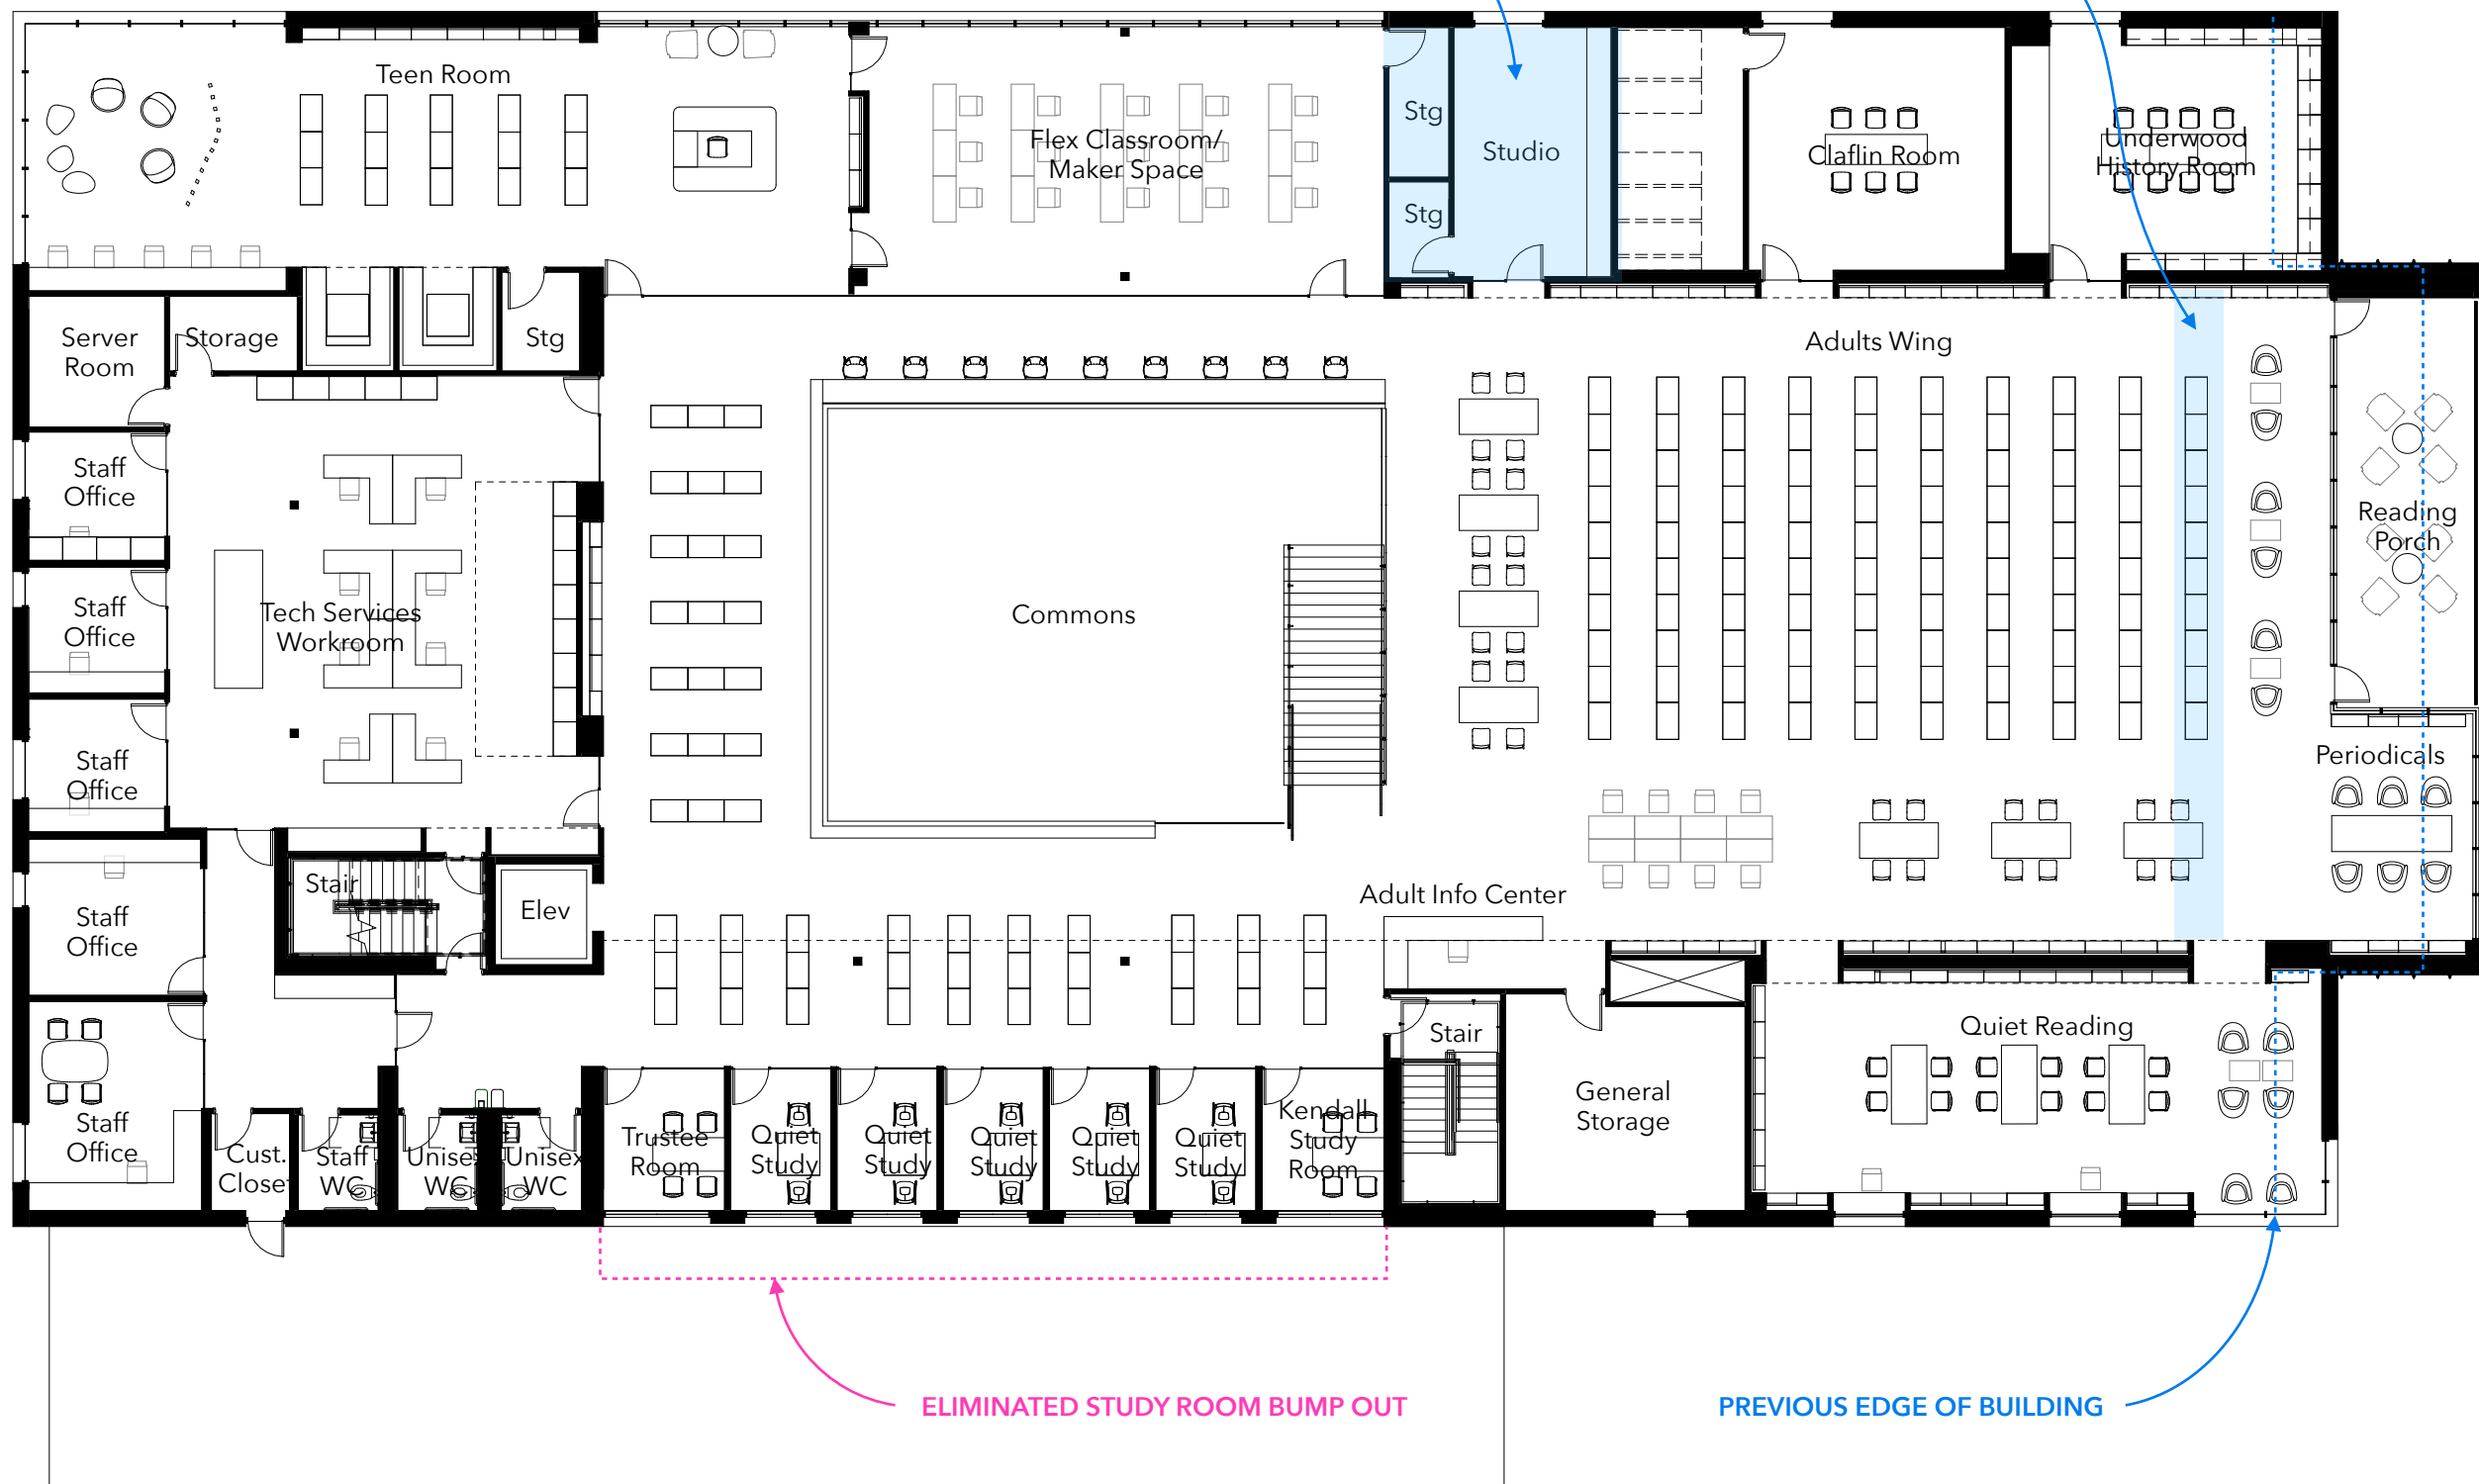 Teen Room
Flex Classroom/
Maker Space
Stg
Stg
Studio
Claflin Room
Underwood
History Room
Server
Room
Storage
Stg
Adults Wing
Staff
Office
Reading
Porch
Staff
Office
Tech Services
Workroom
Commons
Staff
Office
Periodicals
Stair
Elev
Adult Info Center
Staff
Office
Stair
Quiet Reading
General
Storage
Staff
Office
Cust.
Closet
Staff
WC
Unisex
WC
Unisex
WC
Trustee
Room
Quiet
Study
Quiet
Study
Quiet
Study
Quiet
Study
Quiet
Study
Kendall
Study
Room
ELIMINATED STUDY ROOM BUMP OUT
PREVIOUS EDGE OF BUILDING